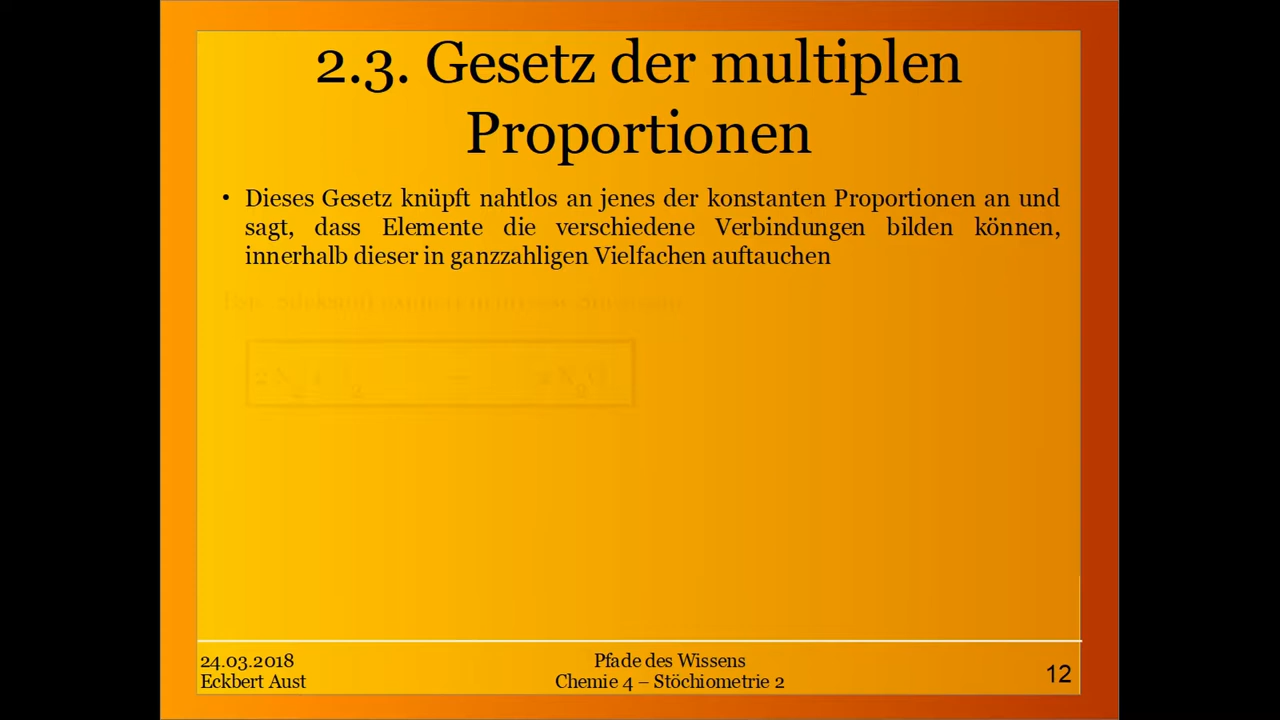 2.3. Gesetz der multiplen
Proportionen
• Dieses Gesetz knüpft nahtlos an jenes der konstanten Proportionen an und
sagt, dass Elemente die verschiedene Verbindungen bilden können,
innerhalb dieser in ganzzahligen Vielfachen auftauchen
24.03.2018
Eckbert Aust
Pfade des Wissens
Chemie 4 – Stöchiometrie 2
12